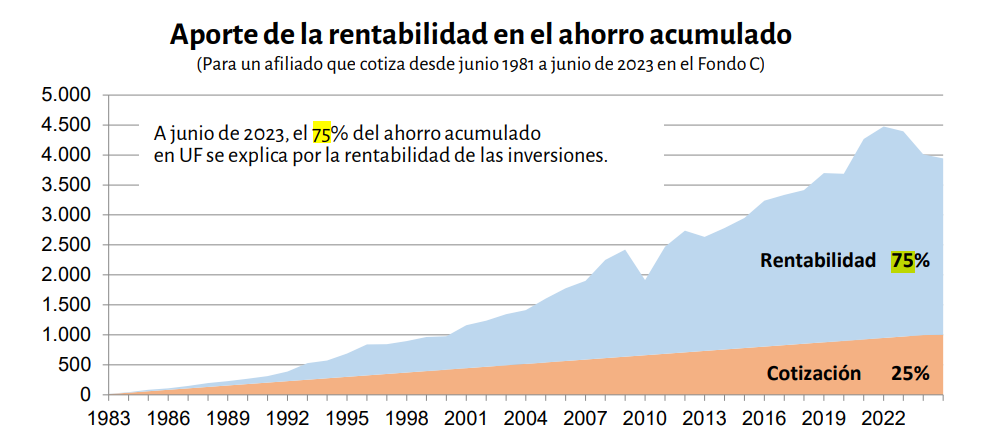 Aporte de la rentabilidad en el ahorro acumulado
(Para un afiliado que cotiza desde junio 1981 a junio de 2023 en el Fondo C)
5.000
A junio de 2023, el 75% del ahorro acumulado
en UF se explica por la rentabilidad de las inversiones.
4.500
4.000
3.500
3.000
2.500
2.000
1.500
1.000
500
0
Rentabilidad 75%
Cotización 25%
1983 1986 1989 1992 1995 1998 2001 2004 2007 2010 2013 2016 2019 2022